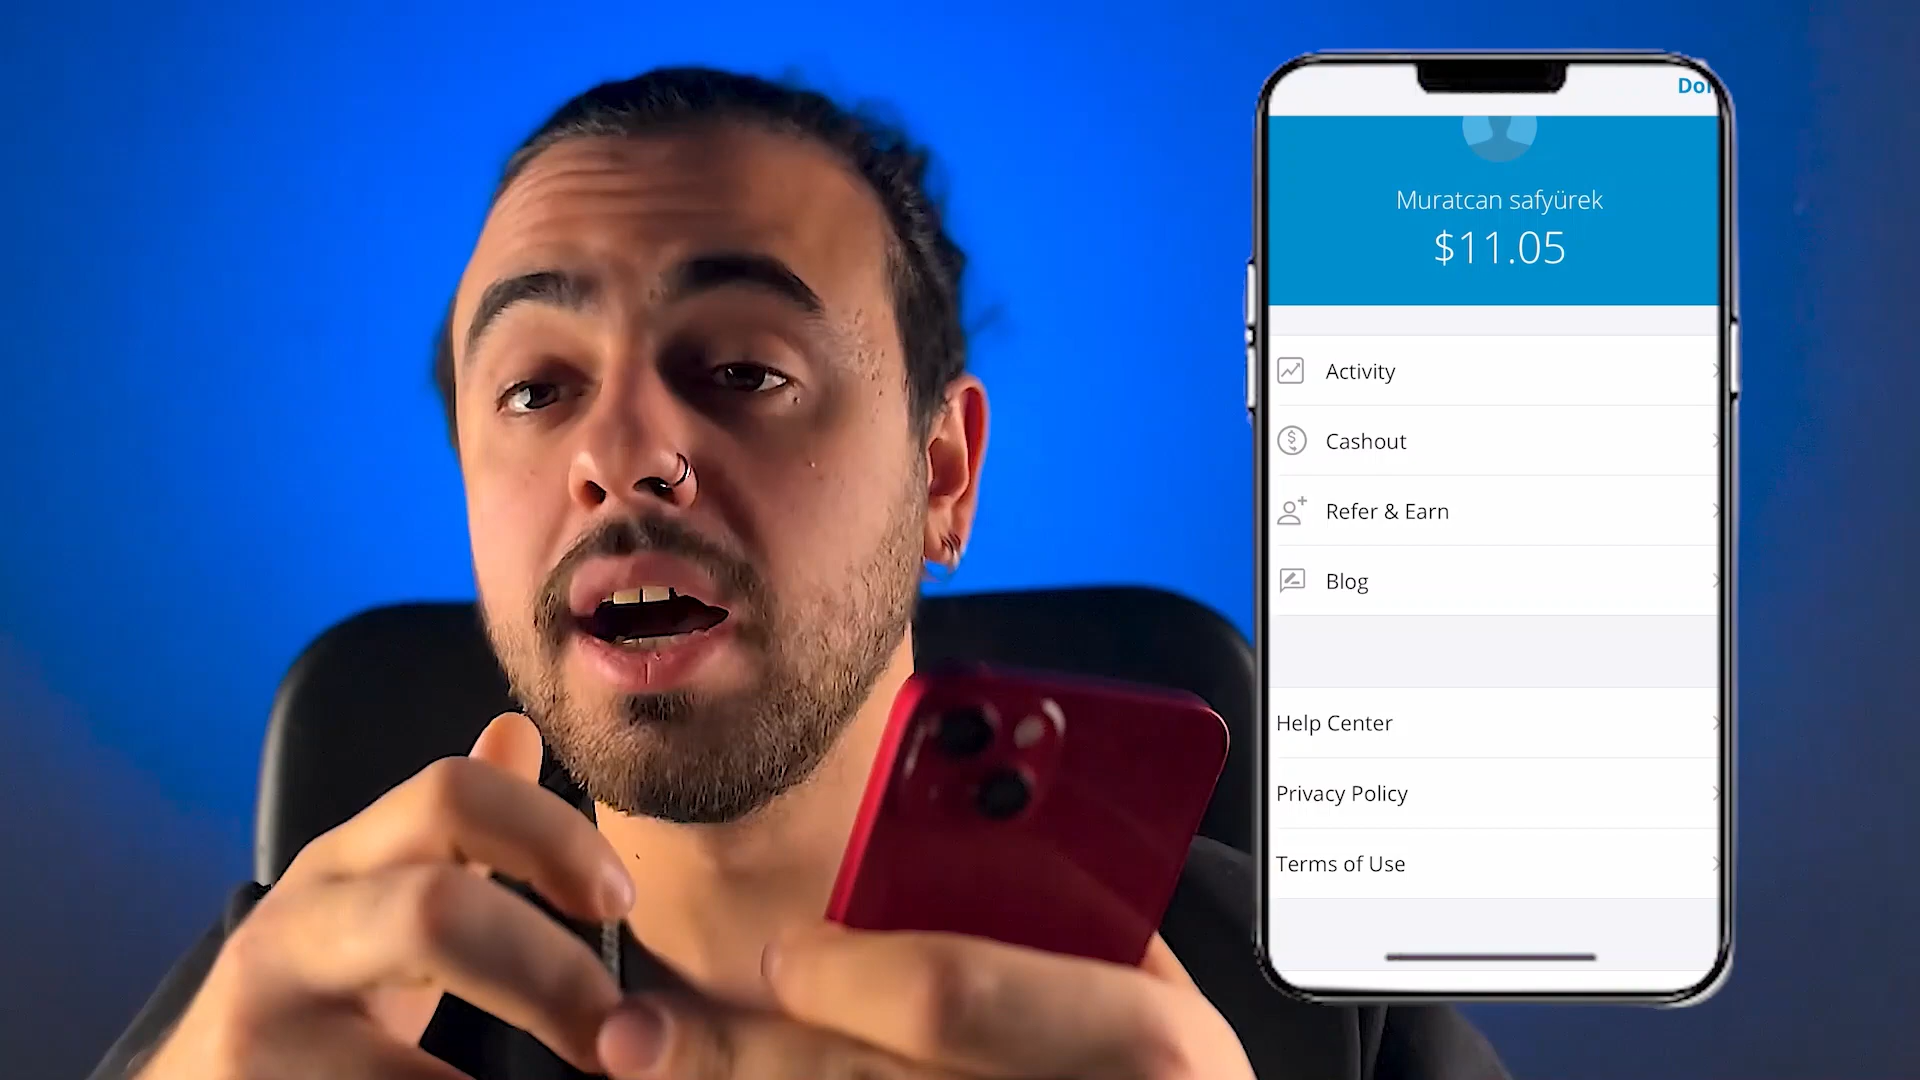 Muratcan safyürek
$11.05
Activity
Cashout
Refer & Earn
Blog
Help Center
Privacy Policy
Terms of Use